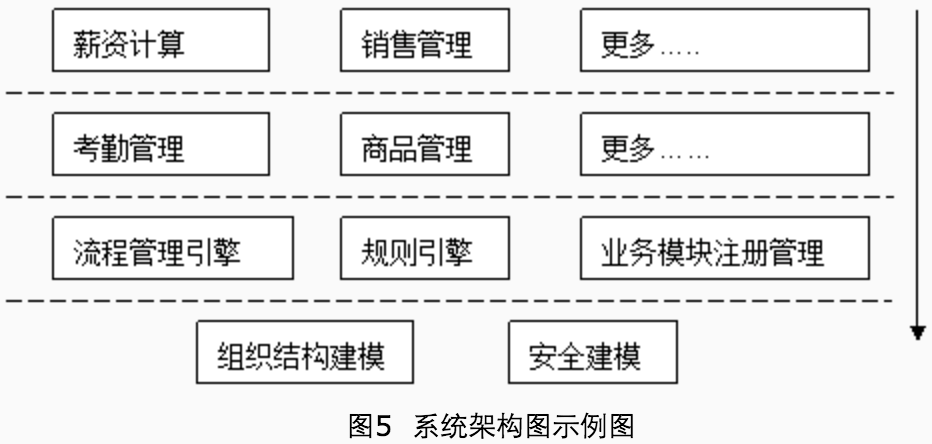 薪资计算 销售管理 更多.....
考勤管理 商品管理 更多......
流程管理引擎 规则引擎 业务模块注册管理
组织结构建模 安全建模
图5 系统架构图示例图